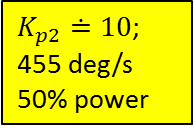 K_{p2} ≐ 10;
455 deg/s
50% power